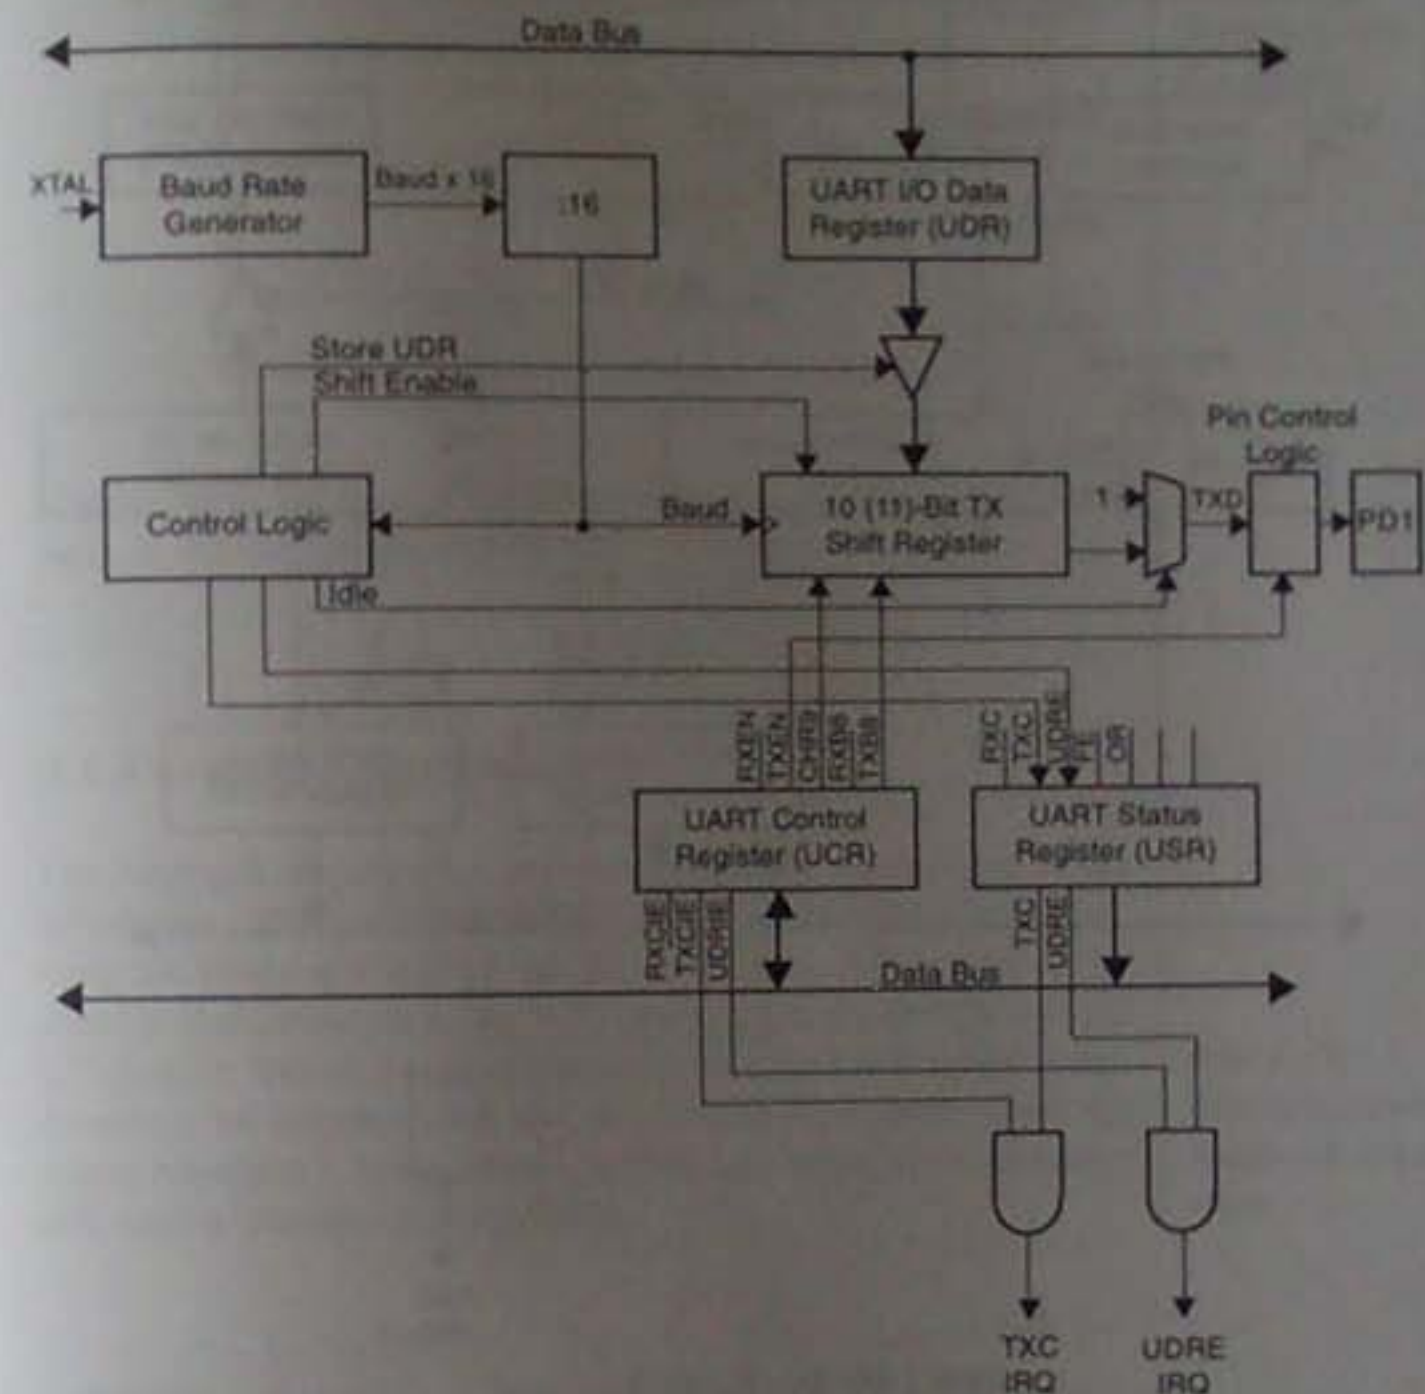 Data Bus
XTAL
Baud Rate
Generator
Baud x 16
:16
UART I/O Data
Register (UDR)
Store UDR
Shift Enable
Pin Control
Logic
Control Logic
Baud
10 (11)-Bit TX
Shift Register
1
TXD
PD1
Idle
RXEN
TXEN
CHR9
RXB8
TXB8
RXC
TXC
UDRE
FE
OR
UART Control
Register (UCR)
UART Status
Register (USR)
RXCIE
TXCIE
UDRIE
TXC
UDRE
Data Bus
TXC
IRQ
UDRE
IRQ